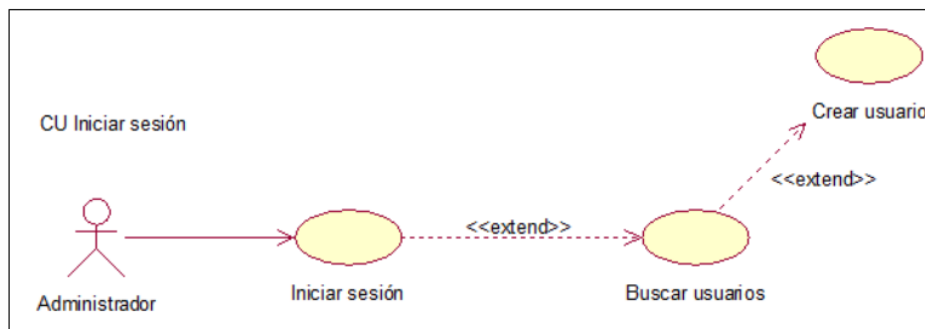 Crear usuario
CU Iniciar sesión
<<extend>>
<<extend>>
Administrador
Iniciar sesión
Buscar usuarios